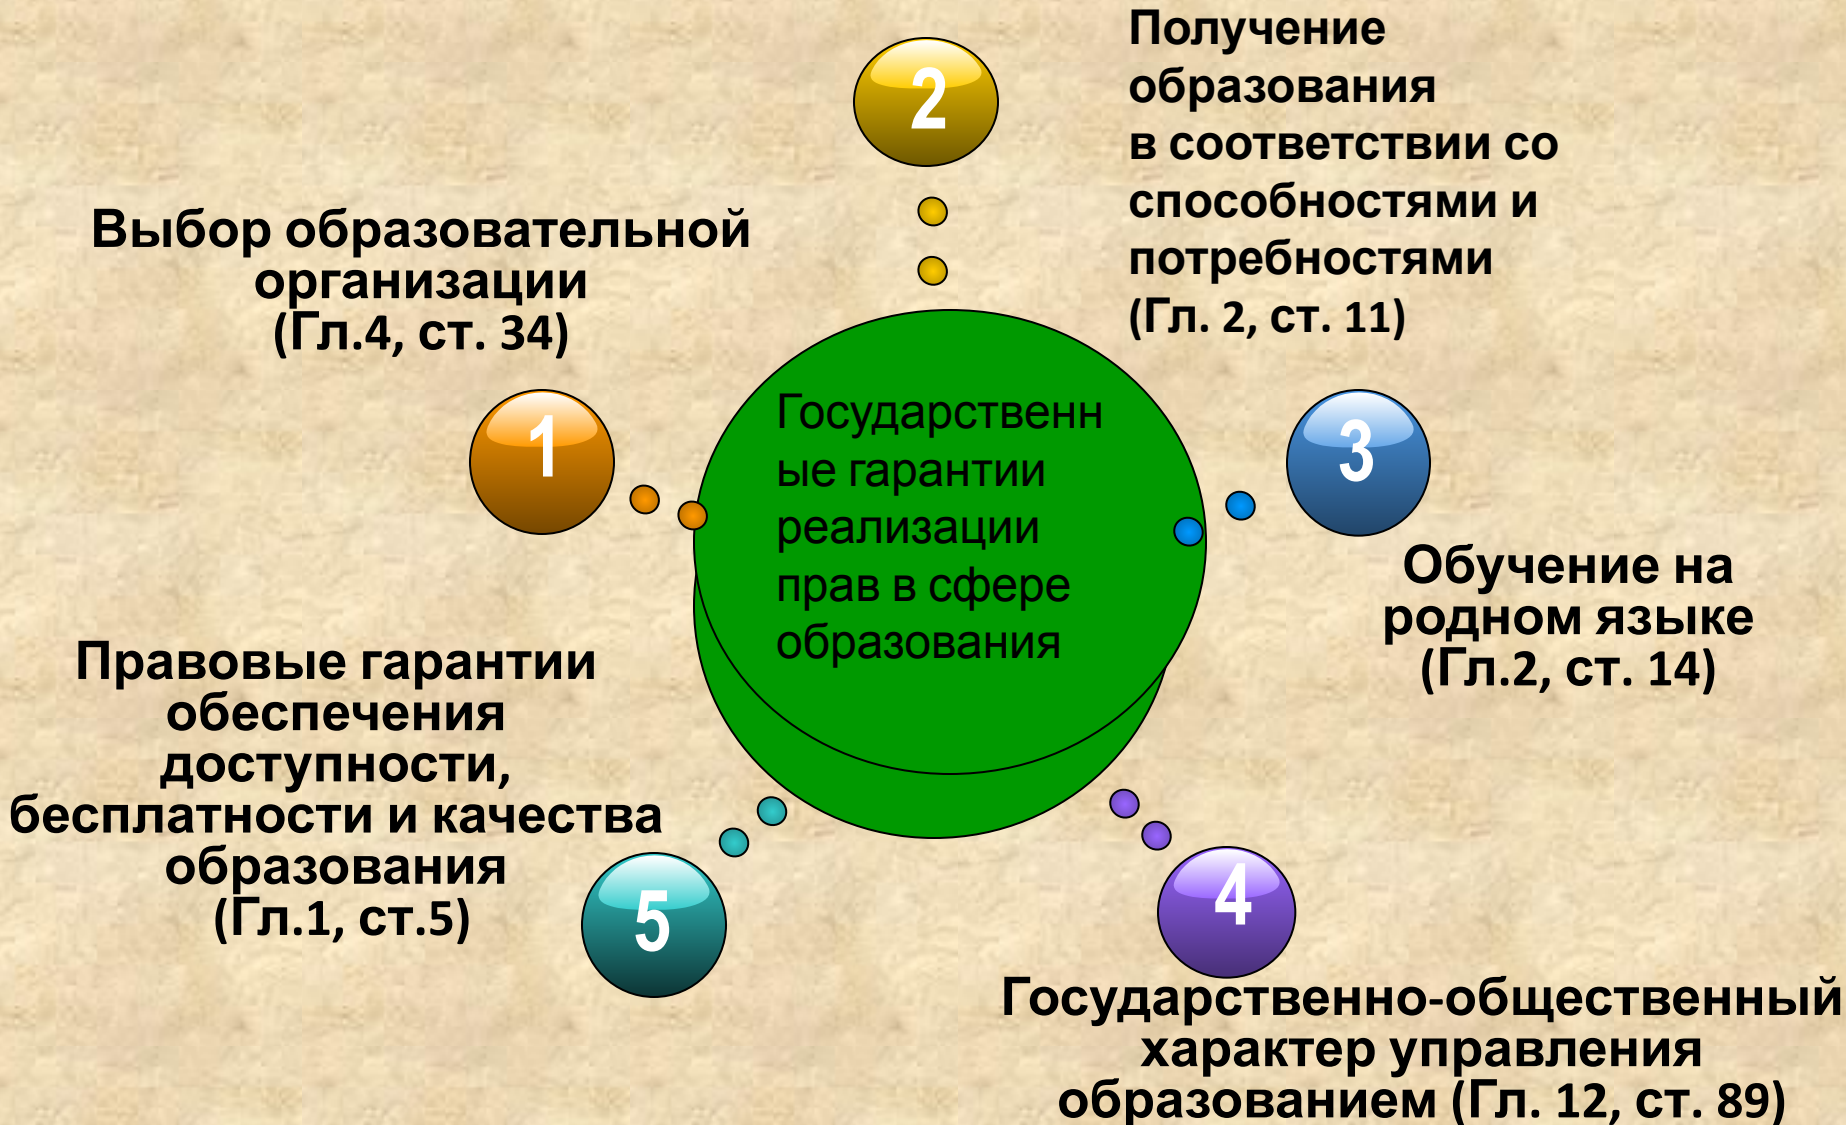 Выбор образовательной
организации
(Гл.4, ст. 34)
1
2
Получение
образования
в соответствии со
способностями и
потребностями
(Гл. 2, ст. 11)
Государственн
ые гарантии
реализации
прав в сфере
образования
3
Обучение на
родном языке
(Гл.2, ст. 14)
4
Государственно-общественный
характер управления
образованием (Гл. 12, ст. 89)
Правовые гарантии
обеспечения
доступности,
бесплатности и качества
образования
(Гл.1, ст.5)
5